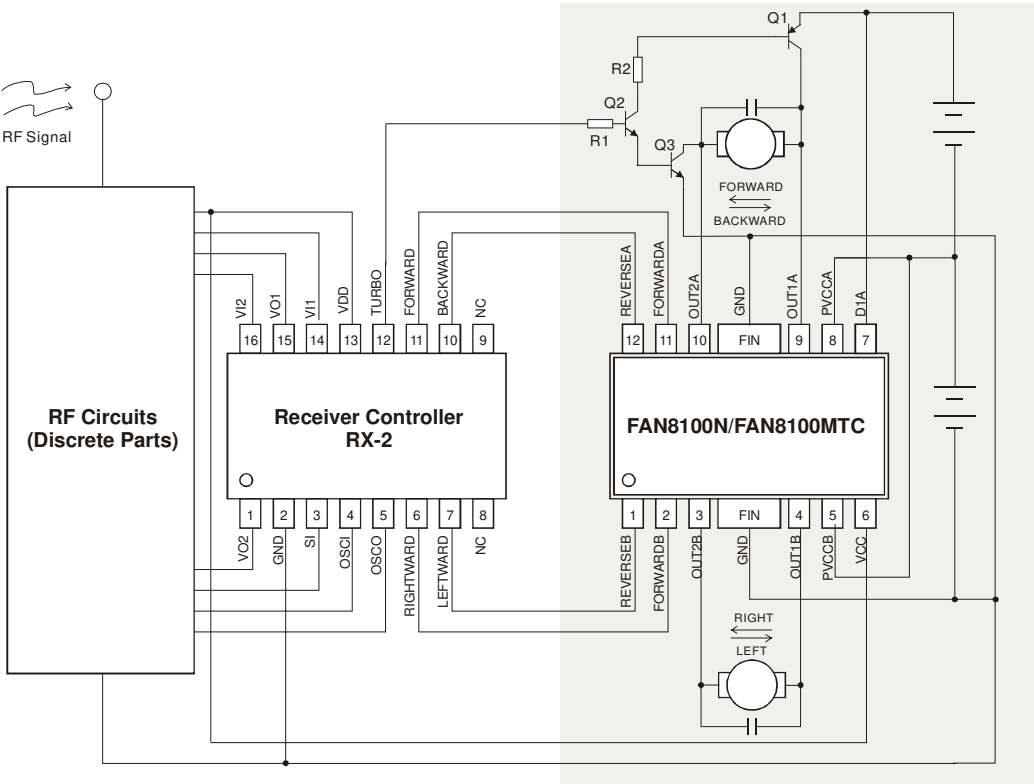 Q1
R2
Q2
R1
Q3
RF Signal
FORWARD
BACKWARD
VI2
VO1
VI1
VDD
TURBO
FORWARD
BACKWARD
NC
REVERSEA
FORWARDA
OUT2A
GND
OUT1A
PVCCA
D1A
16 15 14 13 12 11 10 9
12 11 10 FIN 9 8 7
RF Circuits
(Discrete Parts)
Receiver Controller
RX-2
FAN8100N/FAN8100MTC
1 2 3 4 5 6 7 8
1 2 3 FIN 4 5 6
VO2
GND
SI
OSCI
OSCO
RIGHTWARD
LEFTWARD
NC
REVERSEB
FORWARDB
OUT2B
GND
OUT1B
PVCCB
VCC
RIGHT
LEFT